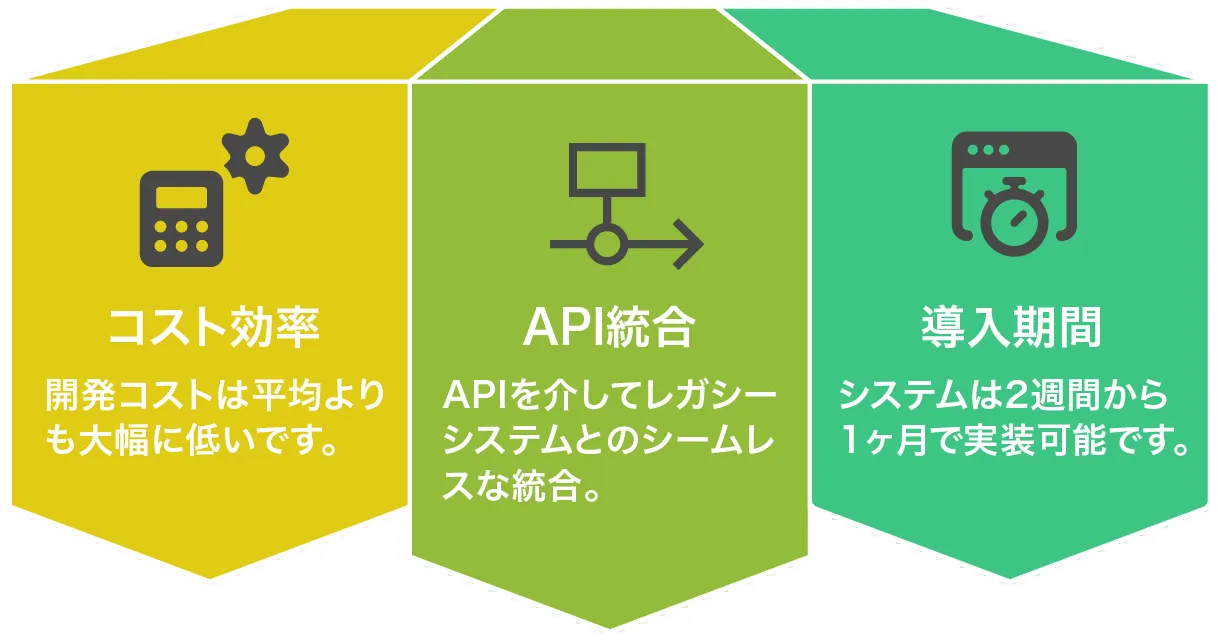 コスト効率
開発コストは平均より
も大幅に低いです。
API統合
APIを介してレガシー
システムとのシームレ
スな統合。
導入期間
システムは2週間から
1ヶ月で実装可能です。